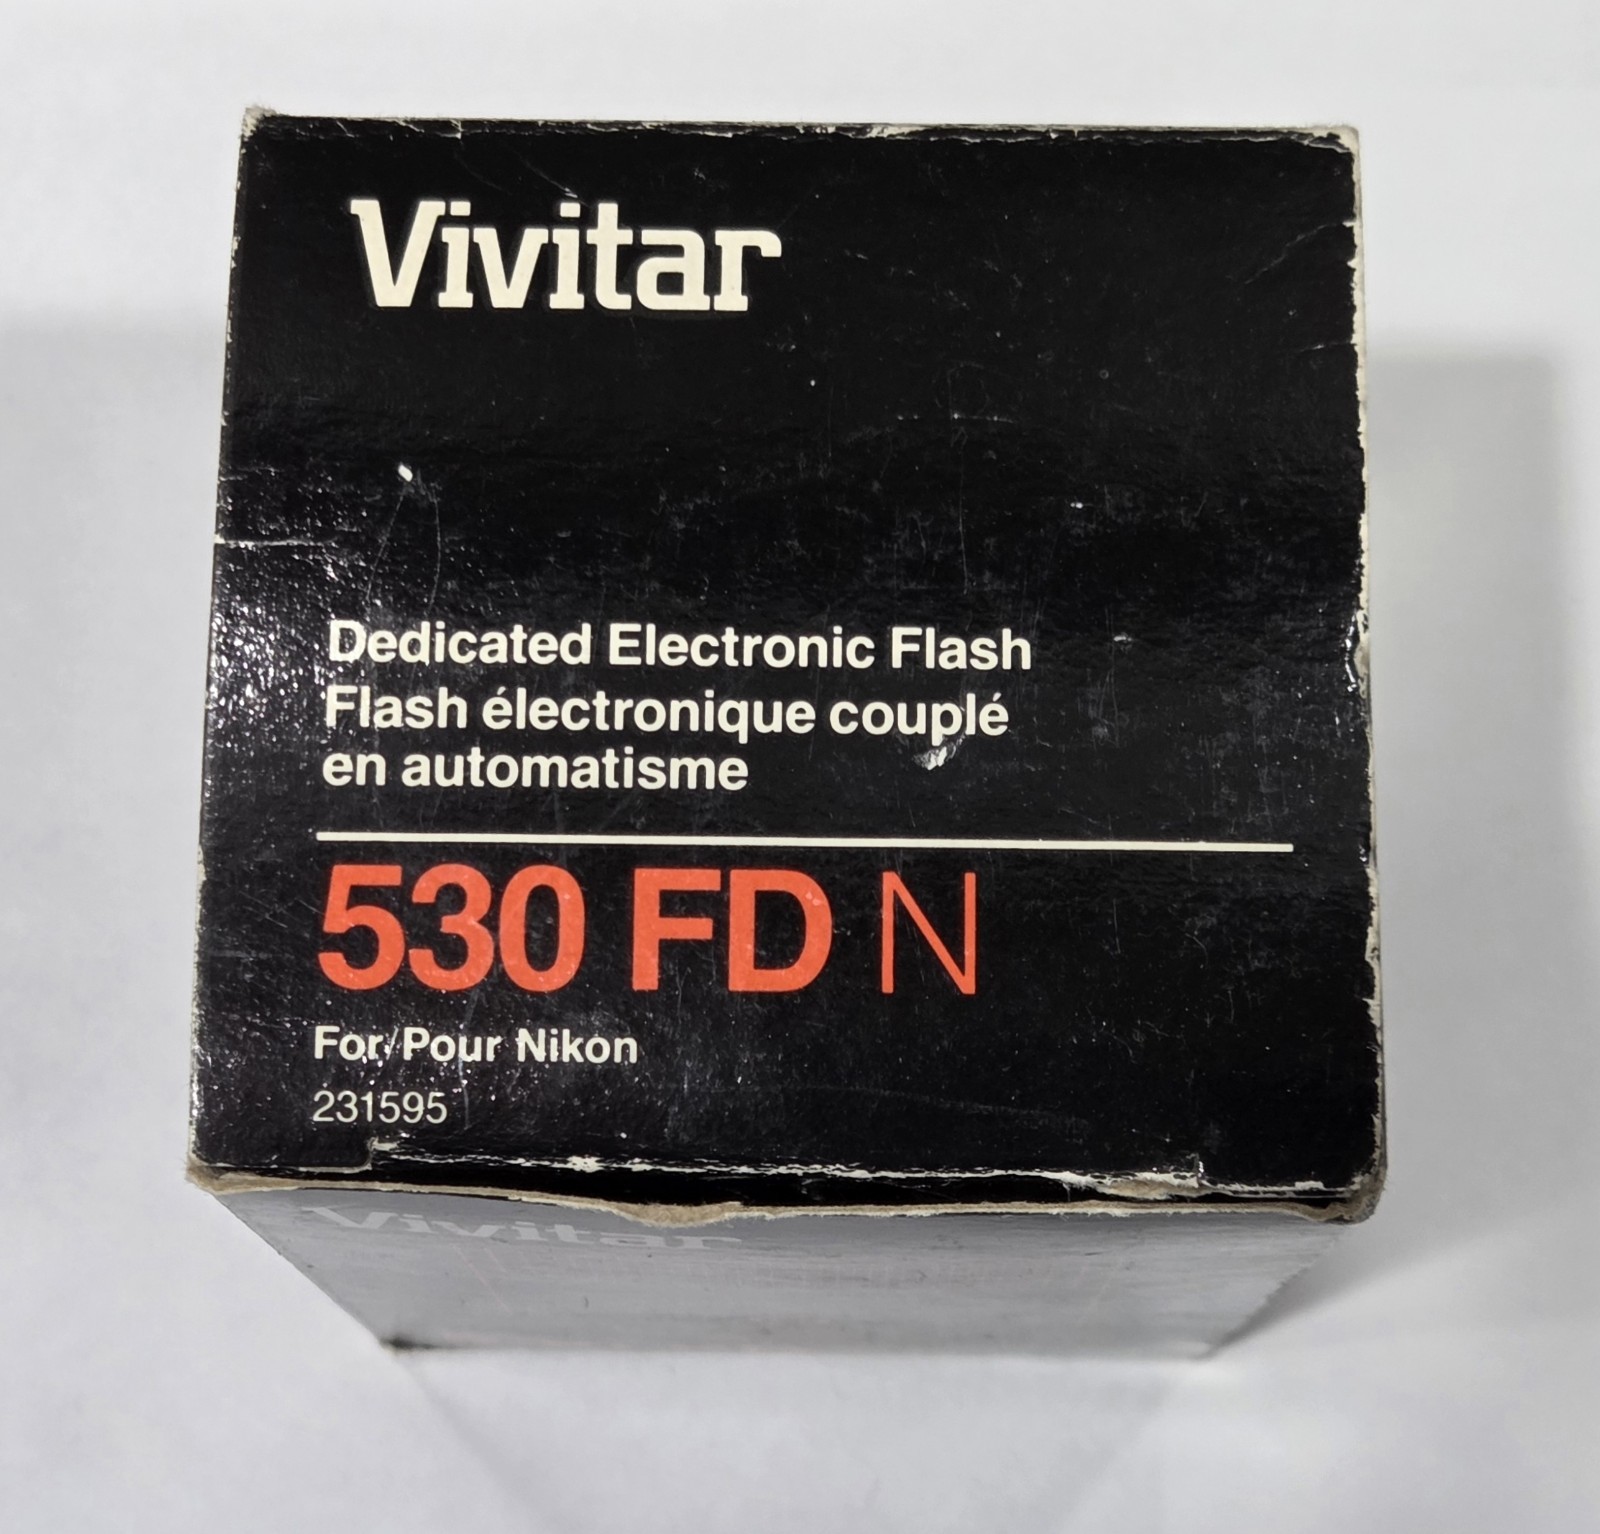 Vivitar
Dedicated Electronic Flash
Flash électronique couplé
en automatisme
530 FD N
For/Pour Nikon
231595
Vivitar